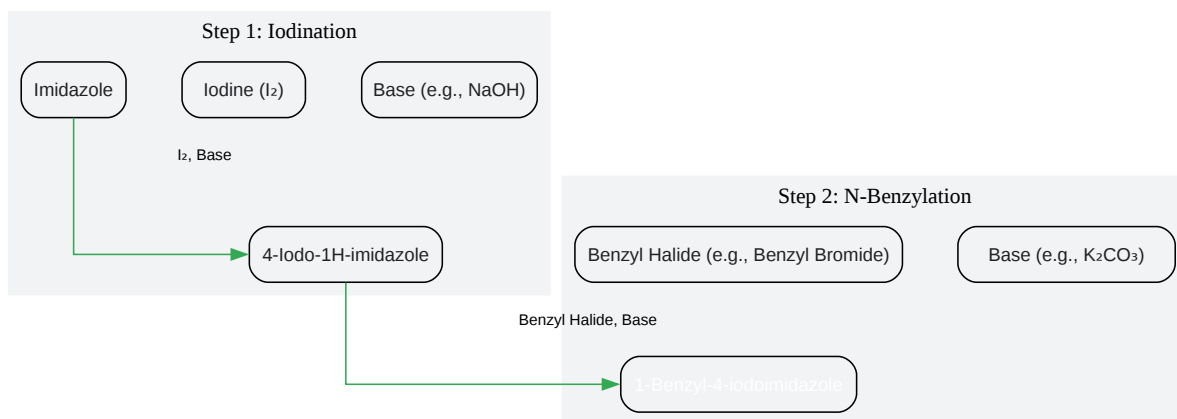 Step 1: Iodination
Imidazole
Iodine (I₂)
Base (e.g., NaOH)
I₂, Base
4-Iodo-1H-imidazole
Step 2: N-Benzylation
Benzyl Halide (e.g., Benzyl Bromide)
Base (e.g., K₂CO₃)
Benzyl Halide, Base
1-Benzyl-4-iodoimidazole